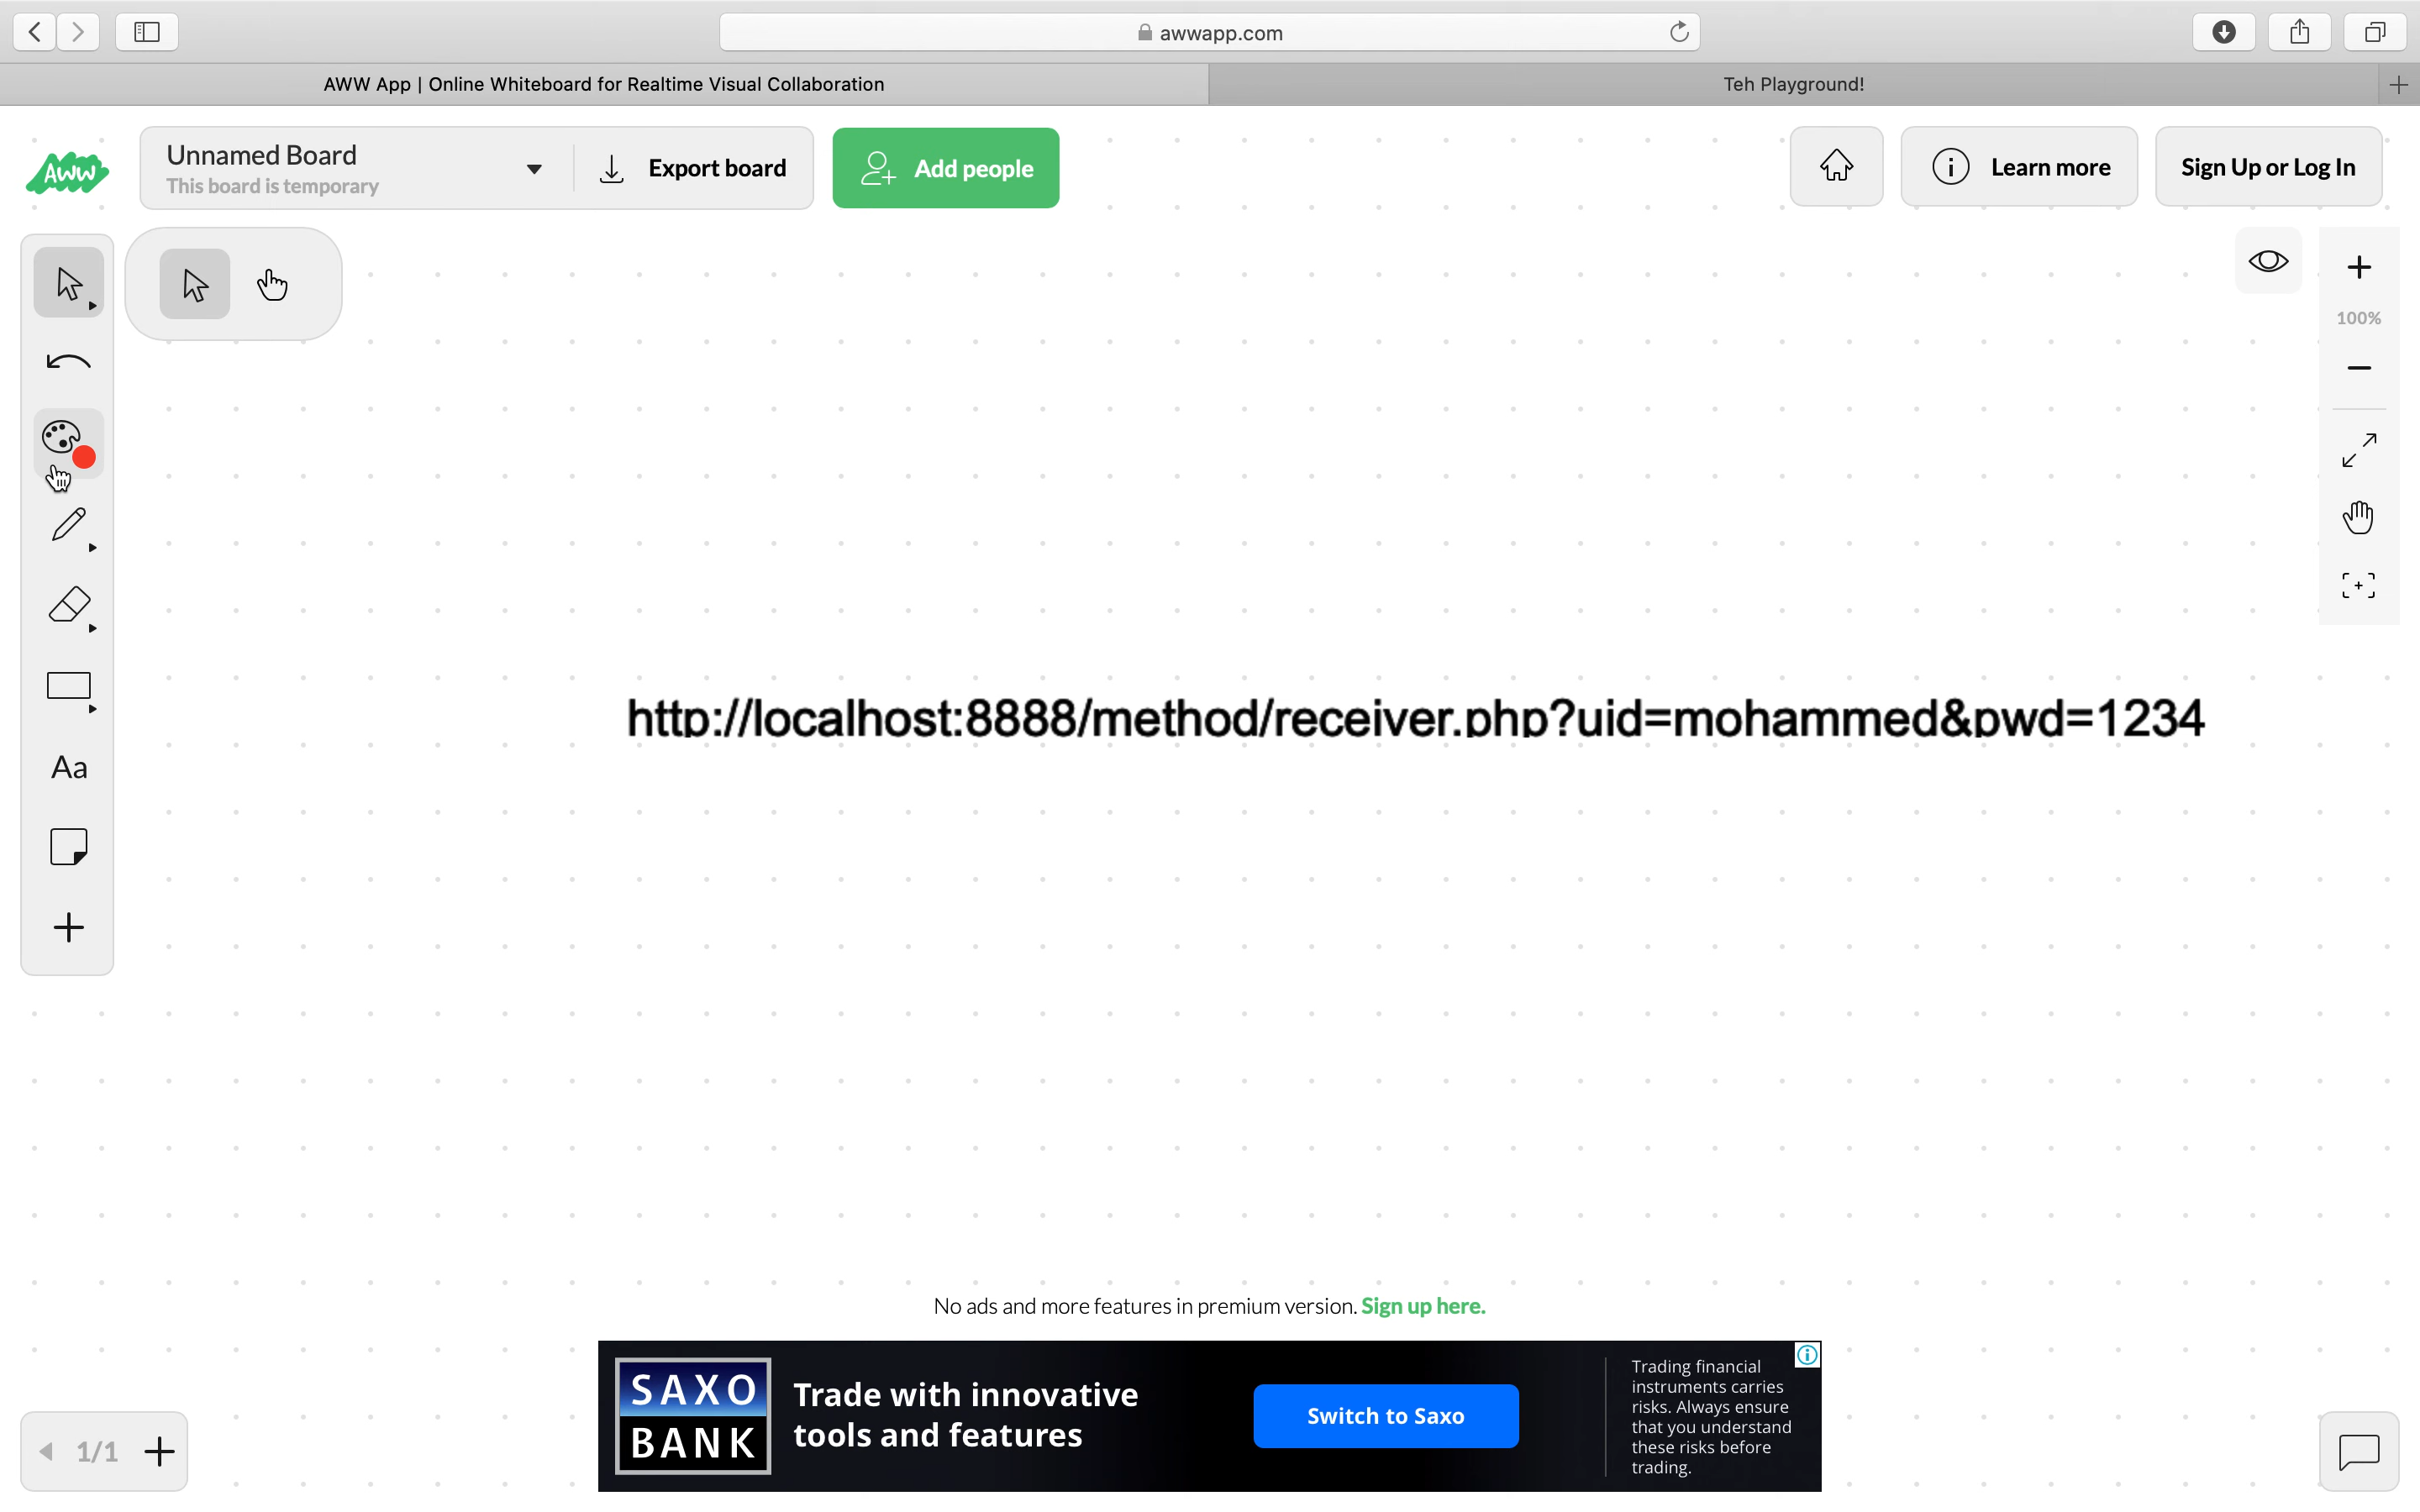 awwapp.com
AWW App | Online Whiteboard for Realtime Visual Collaboration
Teh Playground!
AWW
Unnamed Board
This board is temporary
Export board
Add people
Learn more
Sign Up or Log In
100%
http://localhost:8888/method/receiver.php?uid=mohammed&pwd=1234
Aa
No ads and more features in premium version. Sign up here.
SAXO
BANK
Trade with innovative
tools and features
Switch to Saxo
Trading financial
instruments carries
risks. Always ensure
that you understand
these risks before
trading.
1/1